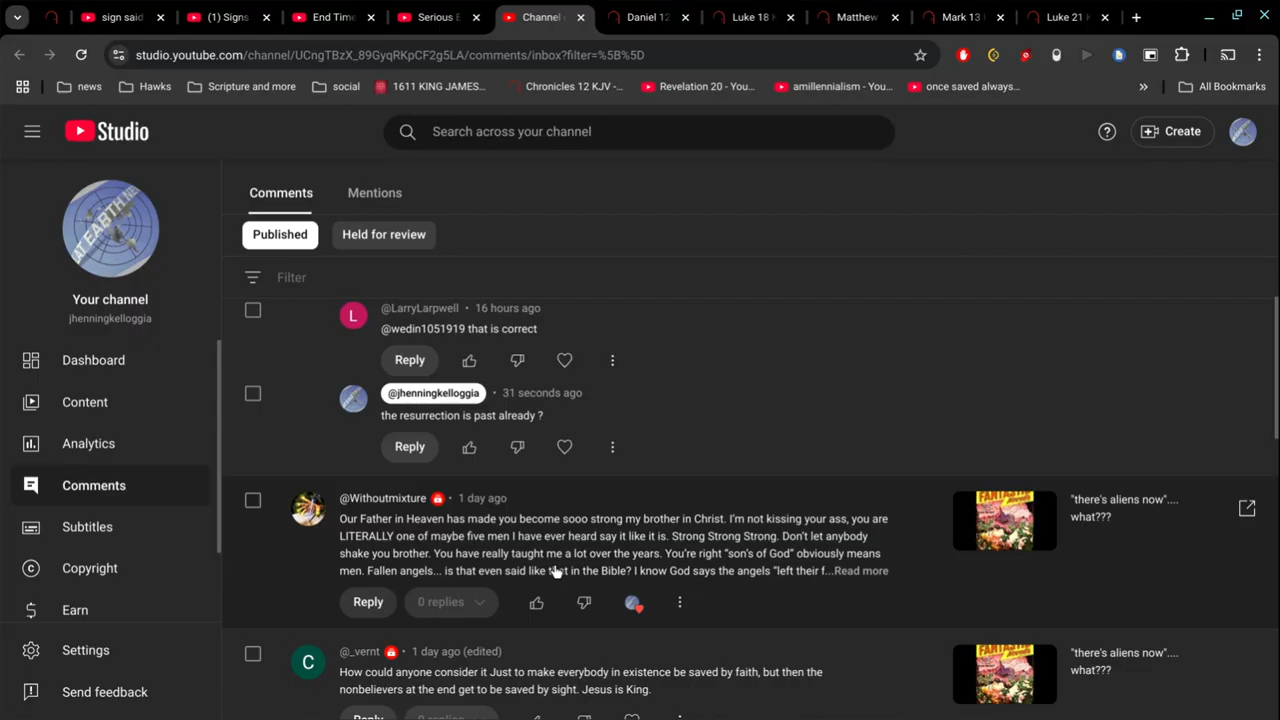 sign said
(1) Signs
End Time
Serious E
Channel
Daniel 12
Luke 18
Matthew
Mark 13
Luke 21
studio.youtube.com/channel/UCngTBzX_89GyqRKpCF2g5LA/comments/inbox?filter=%5B%5D
news
Hawks
Scripture and more
social
1611 KING JAMES...
Chronicles 12 KJV -...
Revelation 20 - You...
amillennialism - You...
once saved always...
»
All Bookmarks
Studio
Search across your channel
Create
AT EARTH.NE
Your channel
jhenningkelloggia
Dashboard
Content
Analytics
Comments
Subtitles
Copyright
Earn
Settings
Send feedback
Comments
Mentions
Published
Held for review
Filter
L
@LarryLarpwell • 16 hours ago
@wedin1051919 that is correct
Reply
@jhenningkelloggia • 31 seconds ago
the resurrection is past already ?
Reply
@Withoutmixture • 1 day ago
Our Father in Heaven has made you become sooo strong my brother in Christ. I'm not kissing your ass, you are
LITERALLY one of maybe five men I have ever heard say it like it is. Strong Strong Strong. Don't let anybody
shake you brother. You have really taught me a lot over the years. You're right "son's of God" obviously means
men. Fallen angels... is that even said like that in the Bible? I know God says the angels "left their f...Read more
Reply
0 replies
"there's aliens now"....
what???
C
@_vernt • 1 day ago (edited)
How could anyone consider it Just to make everybody in existence be saved by faith, but then the
nonbelievers at the end get to be saved by sight. Jesus is King.
Reply
0 replies
"there's aliens now"....
what???